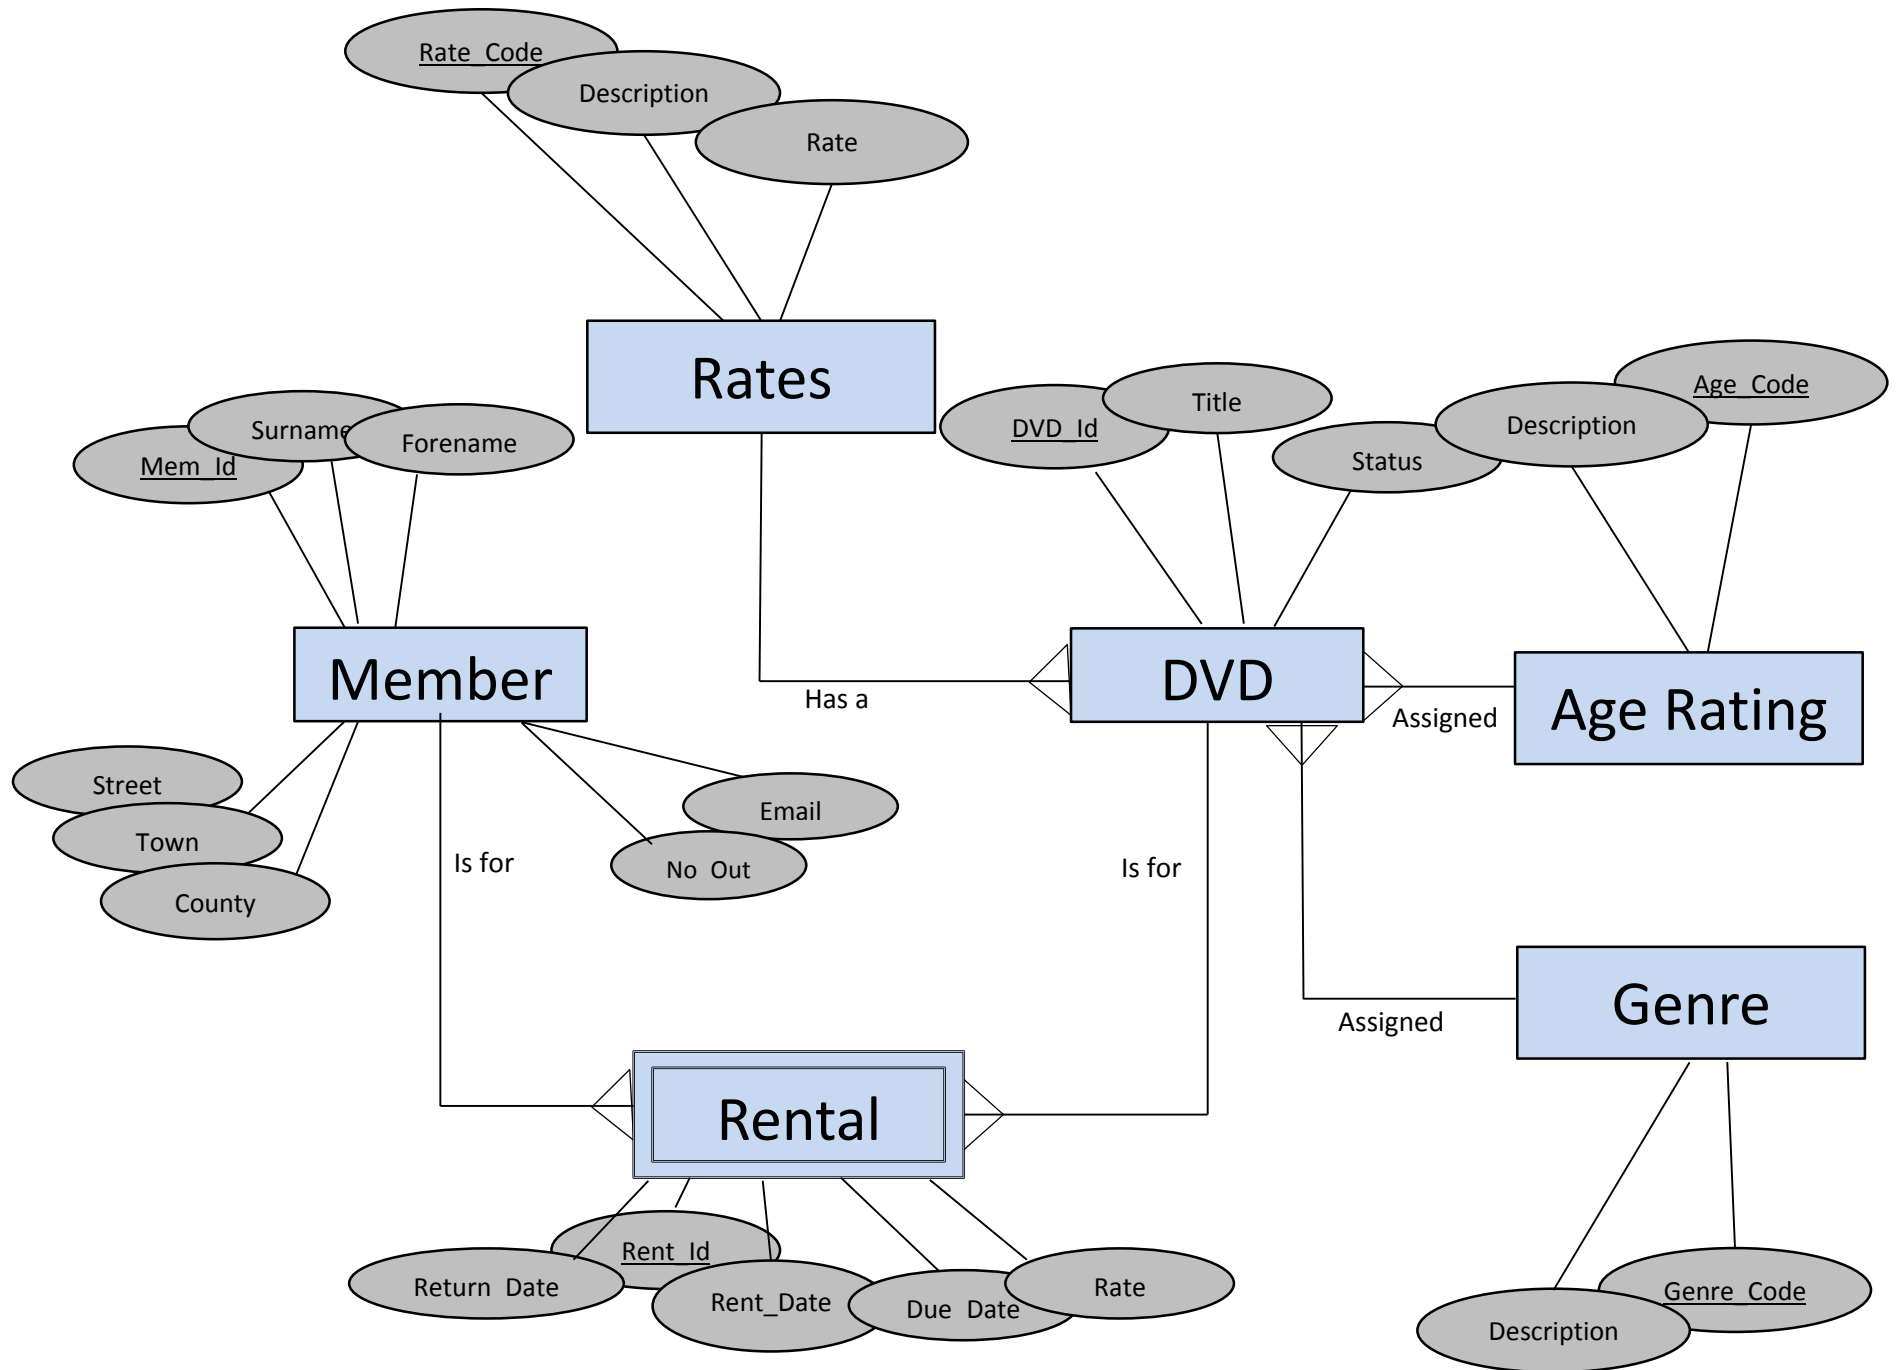 Rate_Code
Description
Rate
Rates
Age_Code
Title
DVD_Id
Description
Status
Surname
Forename
Mem_Id
Member
DVD
Has a
Age Rating
Assigned
Street
Email
Town
Is for
No_Out
Is for
County
Genre
Assigned
Rental
Rent_Id
Return_Date
Rent_Date
Due_Date
Rate
Genre_Code
Description